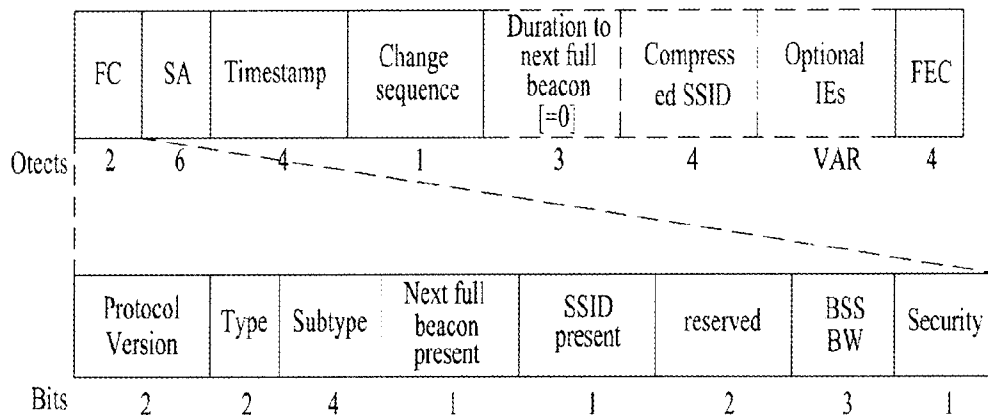 FC SA Timestamp Change sequence Duration to next full beacon [=0] Compress ed SSID Optional IEs FEC
Otects 2 6 4 1 3 4 VAR 4
Protocol Version Type Subtype Next full beacon present SSID present reserved BSS BW Security
Bits 2 2 4 1 1 2 3 1